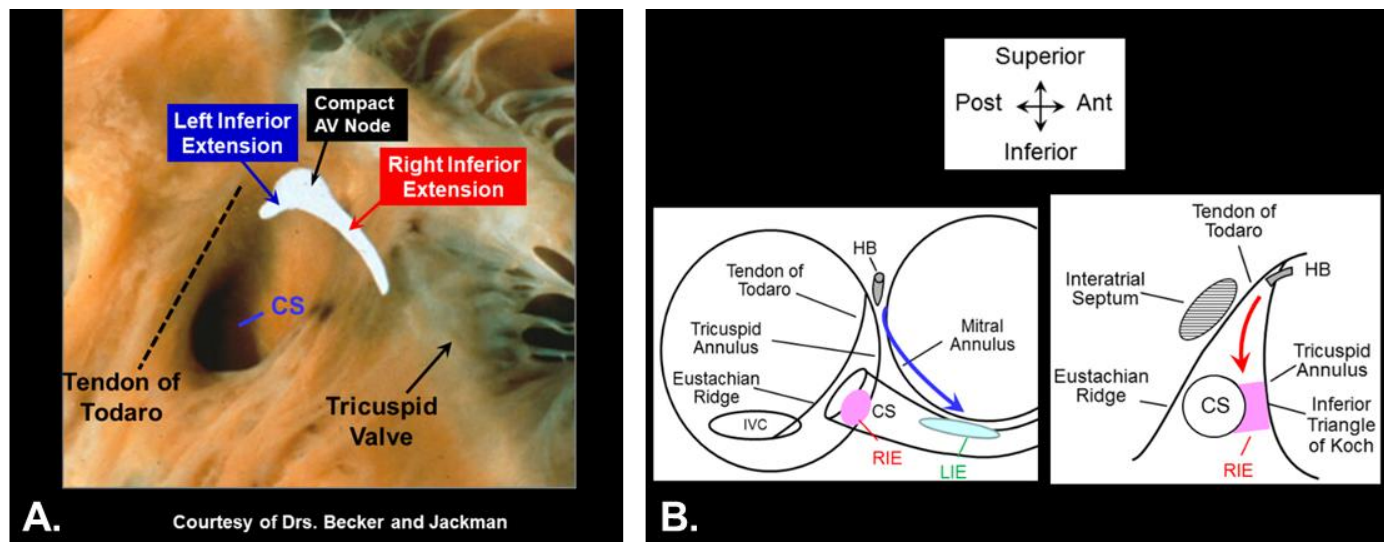 Compact
AV Node
Left Inferior
Extension
Right Inferior
Extension
CS
Tendon of
Todaro
Tricuspid
Valve
A.
Courtesy of Drs. Becker and Jackman
Superior
Post
Ant
Inferior
HB
Tendon of
Todaro
Tricuspid
Annulus
Mitral
Annulus
Eustachian
Ridge
CS
IVC
RIE
LIE
Tendon of
Todaro
HB
Interatrial
Septum
Tricuspid
Annulus
Eustachian
Ridge
CS
Inferior
Triangle
of Koch
RIE
B.